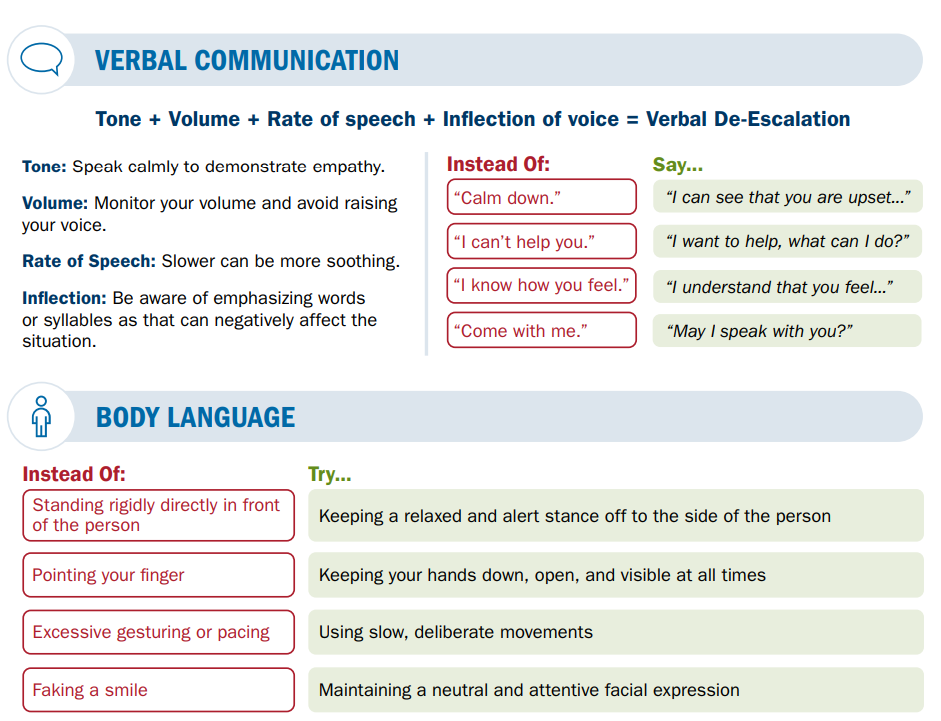 VERBAL COMMUNICATION
Tone + Volume + Rate of speech + Inflection of voice = Verbal De-Escalation
Tone: Speak calmly to demonstrate empathy.
Volume: Monitor your volume and avoid raising
your voice.
Rate of Speech: Slower can be more soothing.
Inflection: Be aware of emphasizing words
or syllables as that can negatively affect the
situation.
Instead Of: Say...
“Calm down.” “I can see that you are upset...”
“I can’t help you.” “I want to help, what can I do?”
“I know how you feel.” “I understand that you feel...”
“Come with me.” “May I speak with you?”
BODY LANGUAGE
Instead Of: Try...
Standing rigidly directly in front
of the person
Keeping a relaxed and alert stance off to the side of the person
Pointing your finger Keeping your hands down, open, and visible at all times
Excessive gesturing or pacing Using slow, deliberate movements
Faking a smile Maintaining a neutral and attentive facial expression